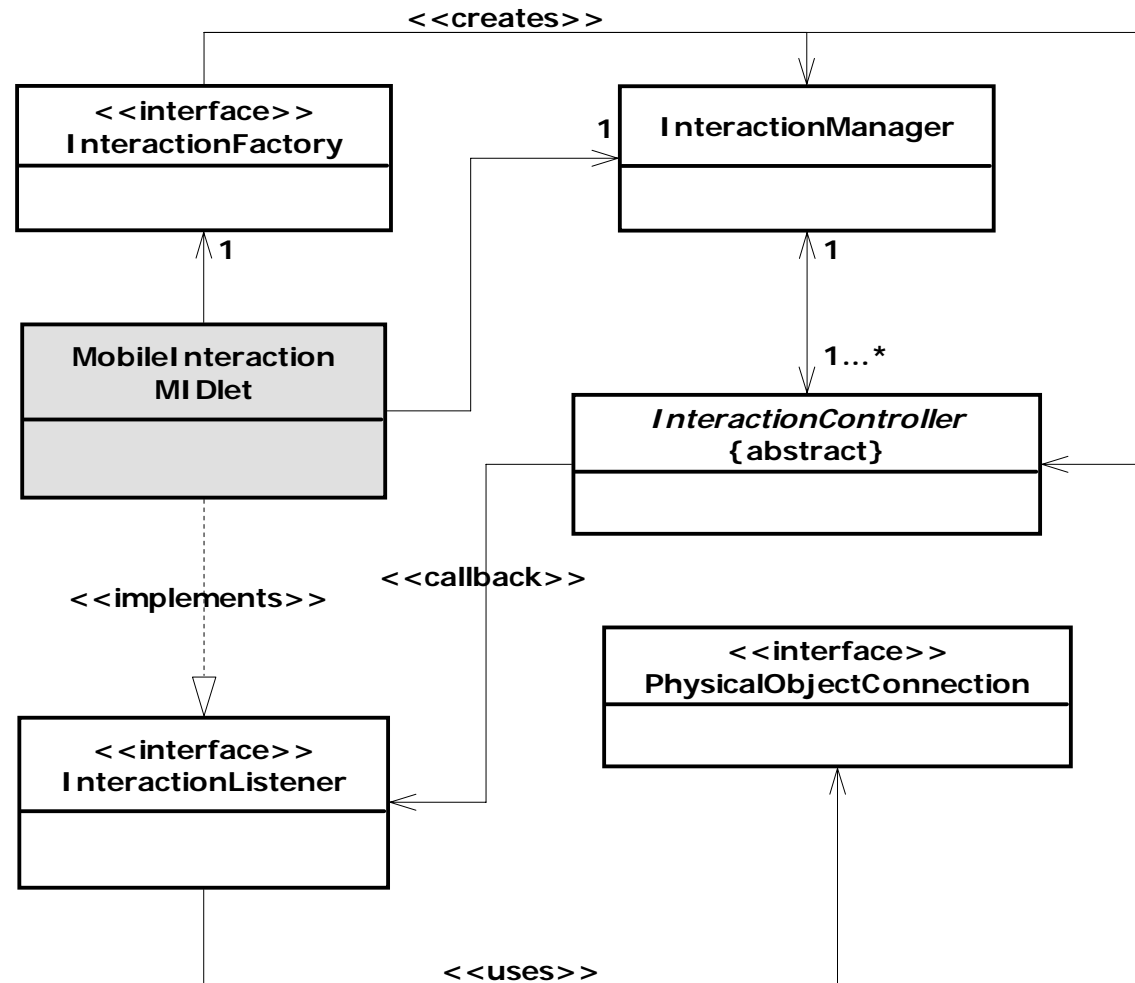 <<creates>>
<<interface>>
InteractionFactory
InteractionManager
1
1
1
MobileInteraction
MIDlet
1...*
InteractionController
{abstract}
<<callback>>
<<implements>>
<<interface>>
PhysicalObjectConnection
<<interface>>
InteractionListener
<<uses>>